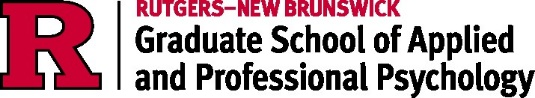 R
RUTGERS–NEW BRUNSWICK
Graduate School of Applied
and Professional Psychology